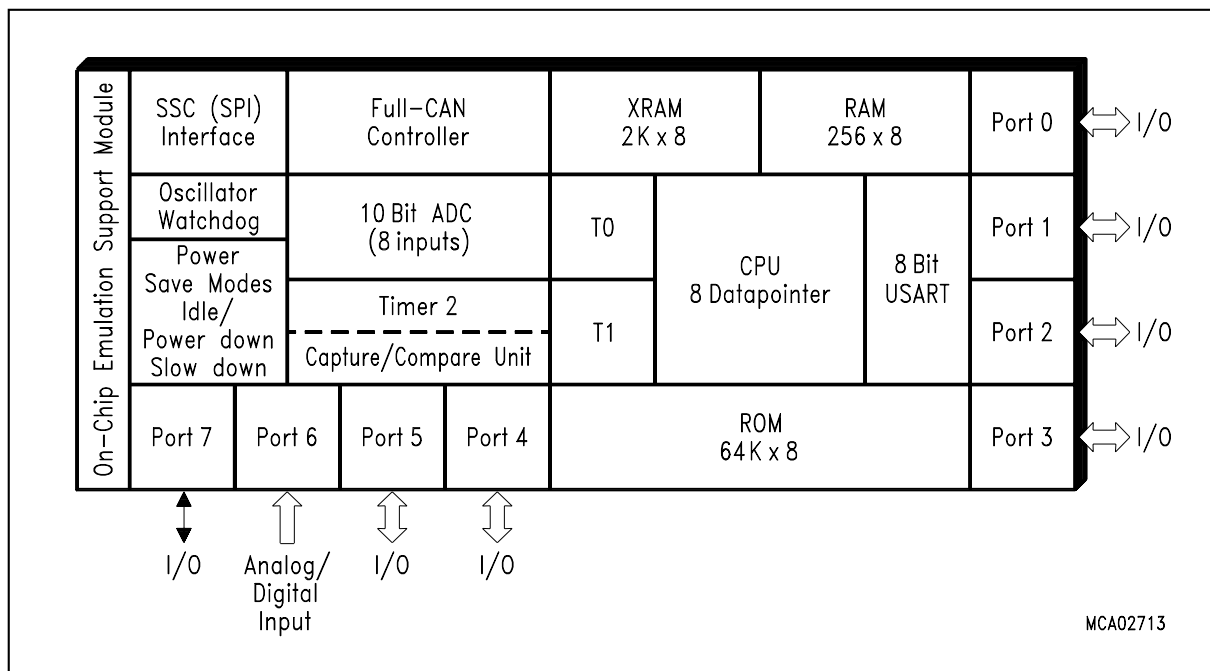 On-Chip Emulation Support Module
SSC (SPI)
Interface
Full-CAN
Controller
XRAM
2K x 8
RAM
256 x 8
Port 0
I/O
Oscillator
Watchdog
10 Bit ADC
(8 inputs)
T0
CPU
8 Datapointer
8 Bit
USART
Port 1
I/O
Power
Save Modes
Idle/
Power down
Slow down
Timer 2
Capture/Compare Unit
T1
Port 2
I/O
Port 7
Port 6
Port 5
Port 4
ROM
64K x 8
Port 3
I/O
I/O
Analog/
Digital
Input
I/O
I/O
MCA02713